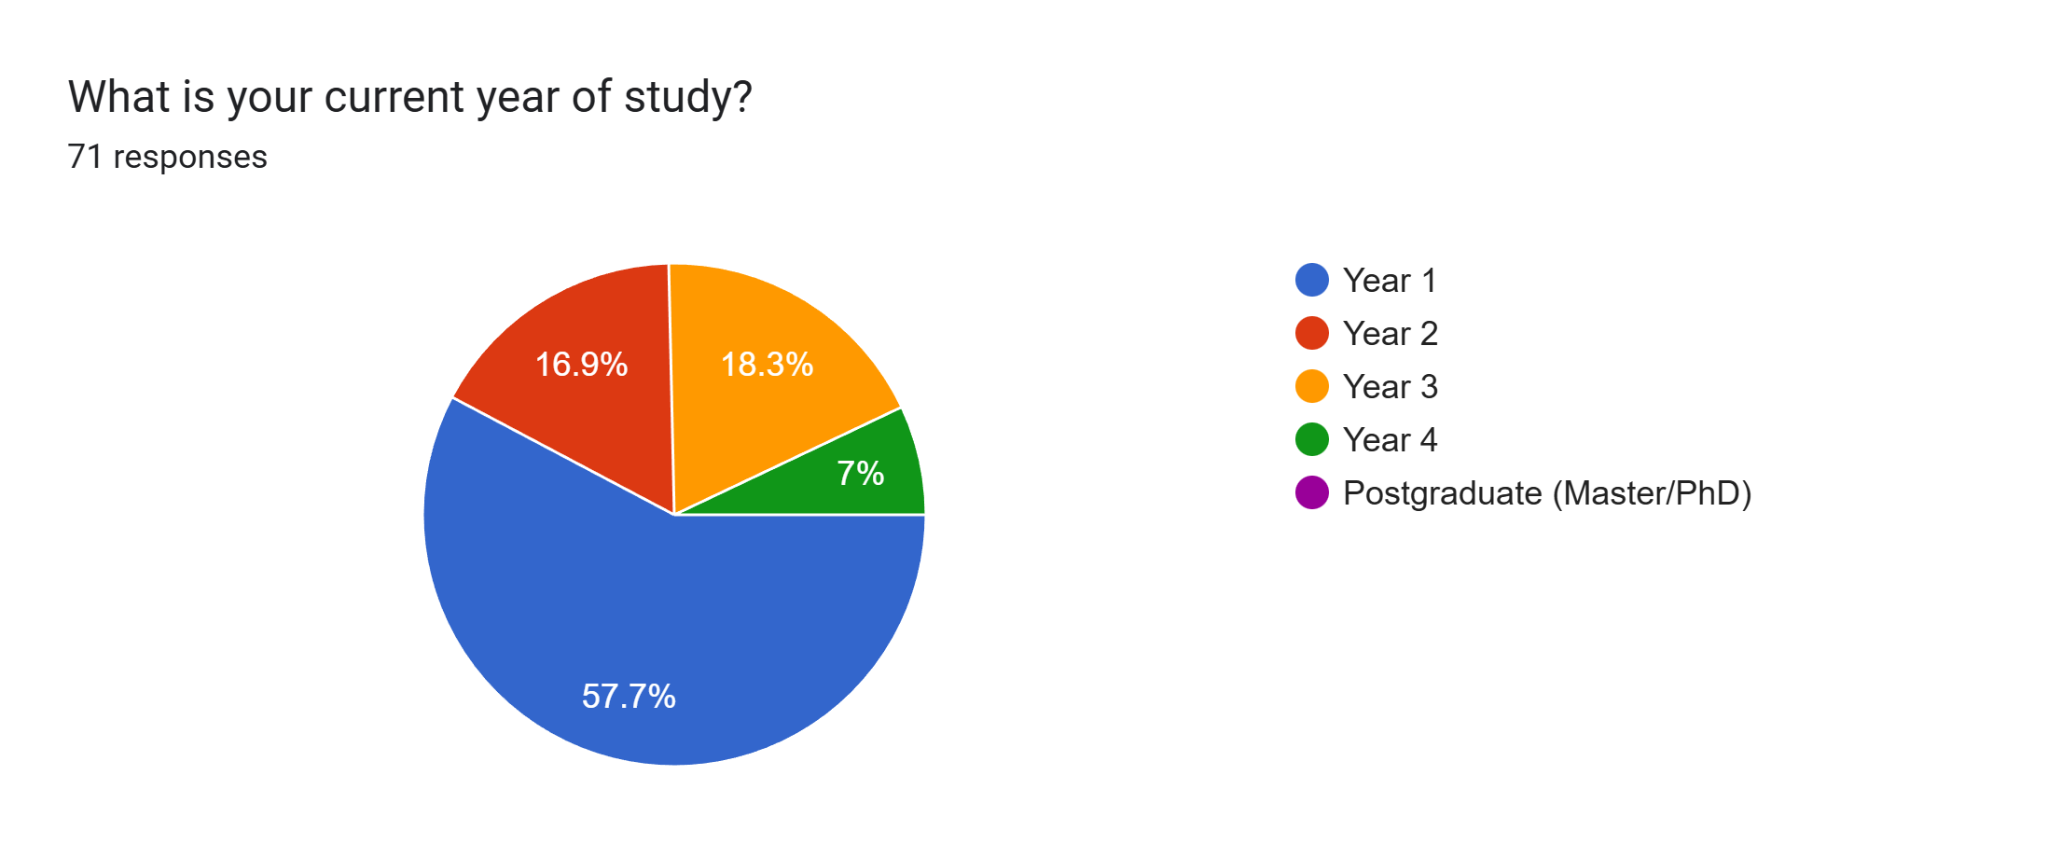 What is your current year of study?
71 responses
16.9%
18.3%
7%
57.7%
Year 1
Year 2
Year 3
Year 4
Postgraduate (Master/PhD)